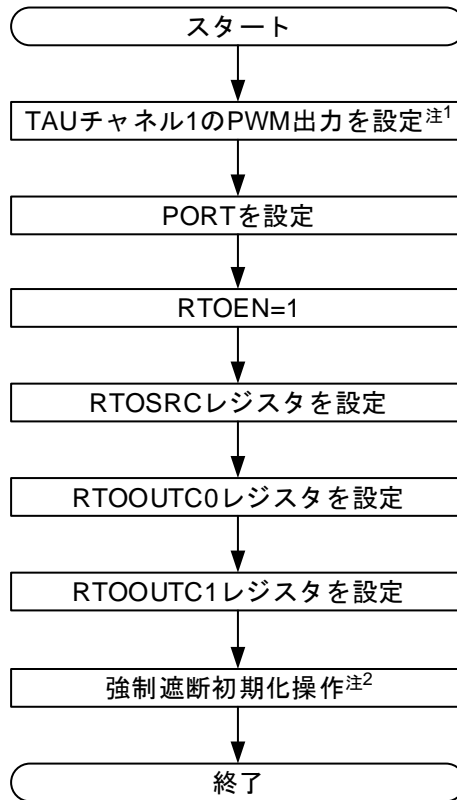 スタート
TAUチャネル1のPWM出力を設定注1
PORTを設定
RTOEN=1
RTOSRCレジスタを設定
RTOOUTC0レジスタを設定
RTOOUTC1レジスタを設定
強制遮断初期化操作注2
終了